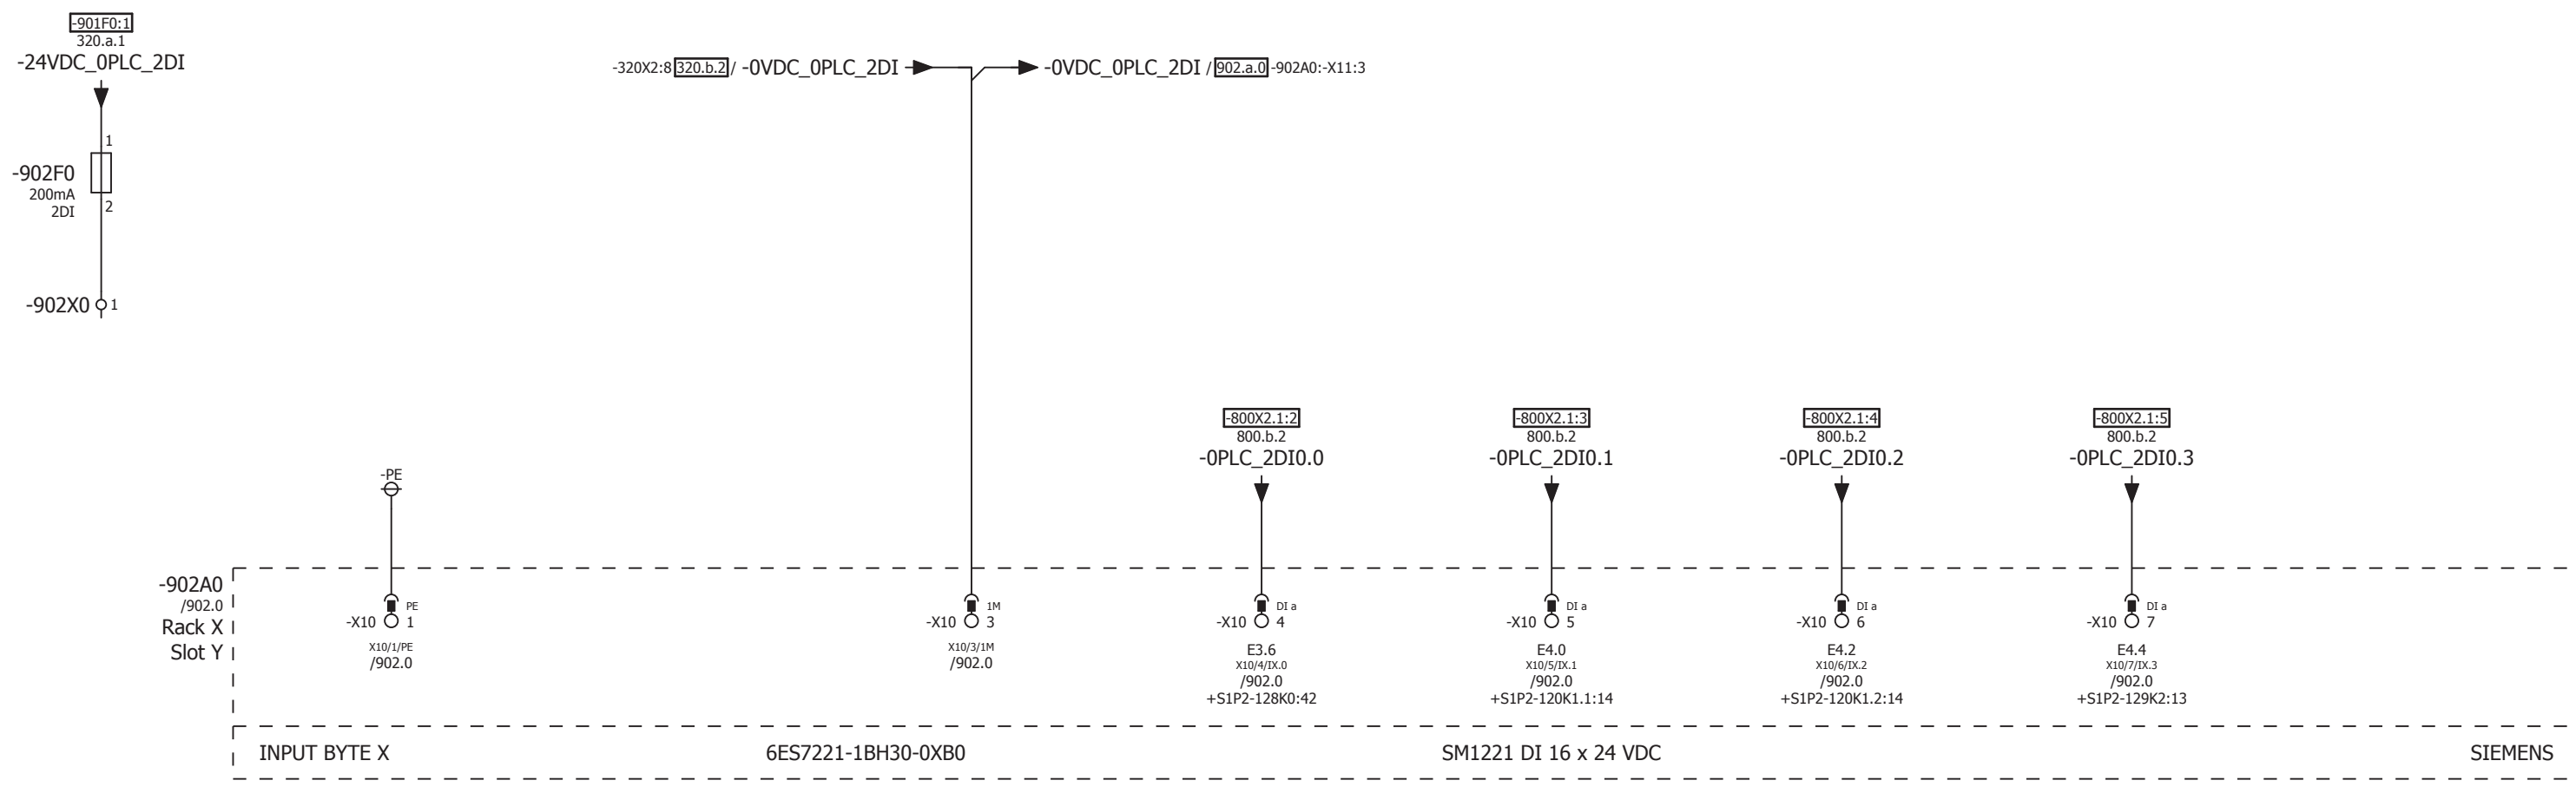 -901F0:1
320.a.1
-24VDC_0PLC_2DI
-320X2:8 320.b.2 / -0VDC_0PLC_2DI
-0VDC_0PLC_2DI / 902.a.0 -902A0:-X11:3
1
-902F0
200mA
2DI
2
-902X0 1
-800X2.1:2
800.b.2
-0PLC_2DI0.0
-800X2.1:3
800.b.2
-0PLC_2DI0.1
-800X2.1:4
800.b.2
-0PLC_2DI0.2
-800X2.1:5
800.b.2
-0PLC_2DI0.3
-PE
-902A0
/902.0
Rack X
Slot Y
PE
-X10 1
X10/1/PE
/902.0
1M
-X10 3
X10/3/1M
/902.0
DI a
-X10 4
E3.6
X10/4/IX.0
/902.0
+S1P2-128K0:42
DI a
-X10 5
E4.0
X10/5/IX.1
/902.0
+S1P2-120K1.1:14
DI a
-X10 6
E4.2
X10/6/IX.2
/902.0
+S1P2-120K1.2:14
DI a
-X10 7
E4.4
X10/7/IX.3
/902.0
+S1P2-129K2:13
INPUT BYTE X
6ES7221-1BH30-0XB0
SM1221 DI 16 x 24 VDC
SIEMENS